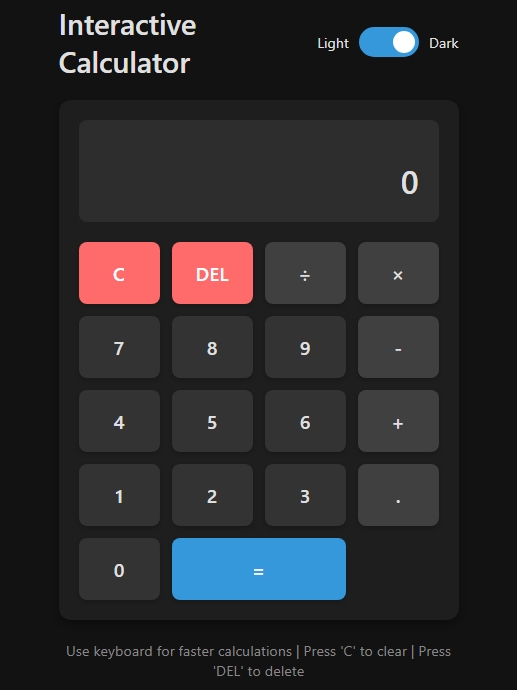 Interactive
Calculator
Light Dark
0
C DEL ÷ ×
7 8 9 -
4 5 6 +
1 2 3 .
0 =
Use keyboard for faster calculations | Press 'C' to clear | Press
'DEL' to delete